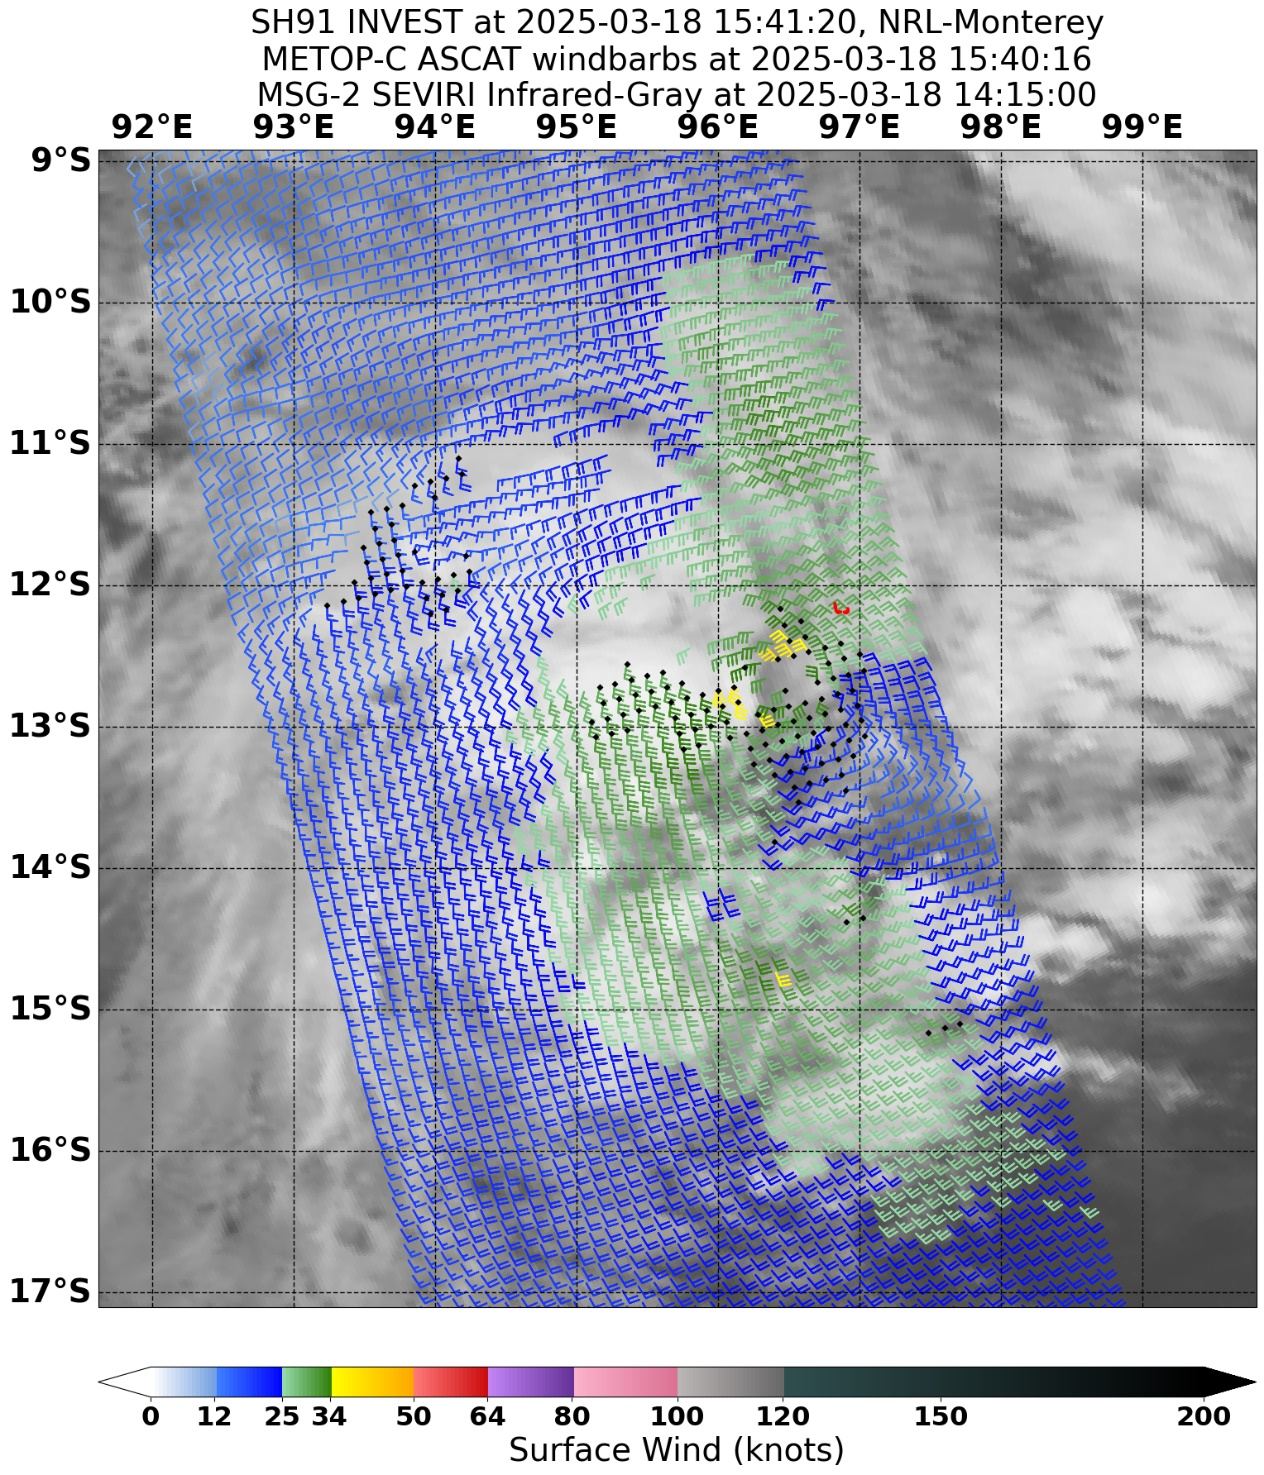 SH91 INVEST at 2025-03-18 15:41:20, NRL-Monterey
METOP-C ASCAT windbarbs at 2025-03-18 15:40:16
MSG-2 SEVIRI Infrared-Gray at 2025-03-18 14:15:00
92°E 93°E 94°E 95°E 96°E 97°E 98°E 99°E
9°S
10°S
11°S
12°S
13°S
14°S
15°S
16°S
17°S
0 12 25 34 50 64 80 100 120 150 200
Surface Wind (knots)